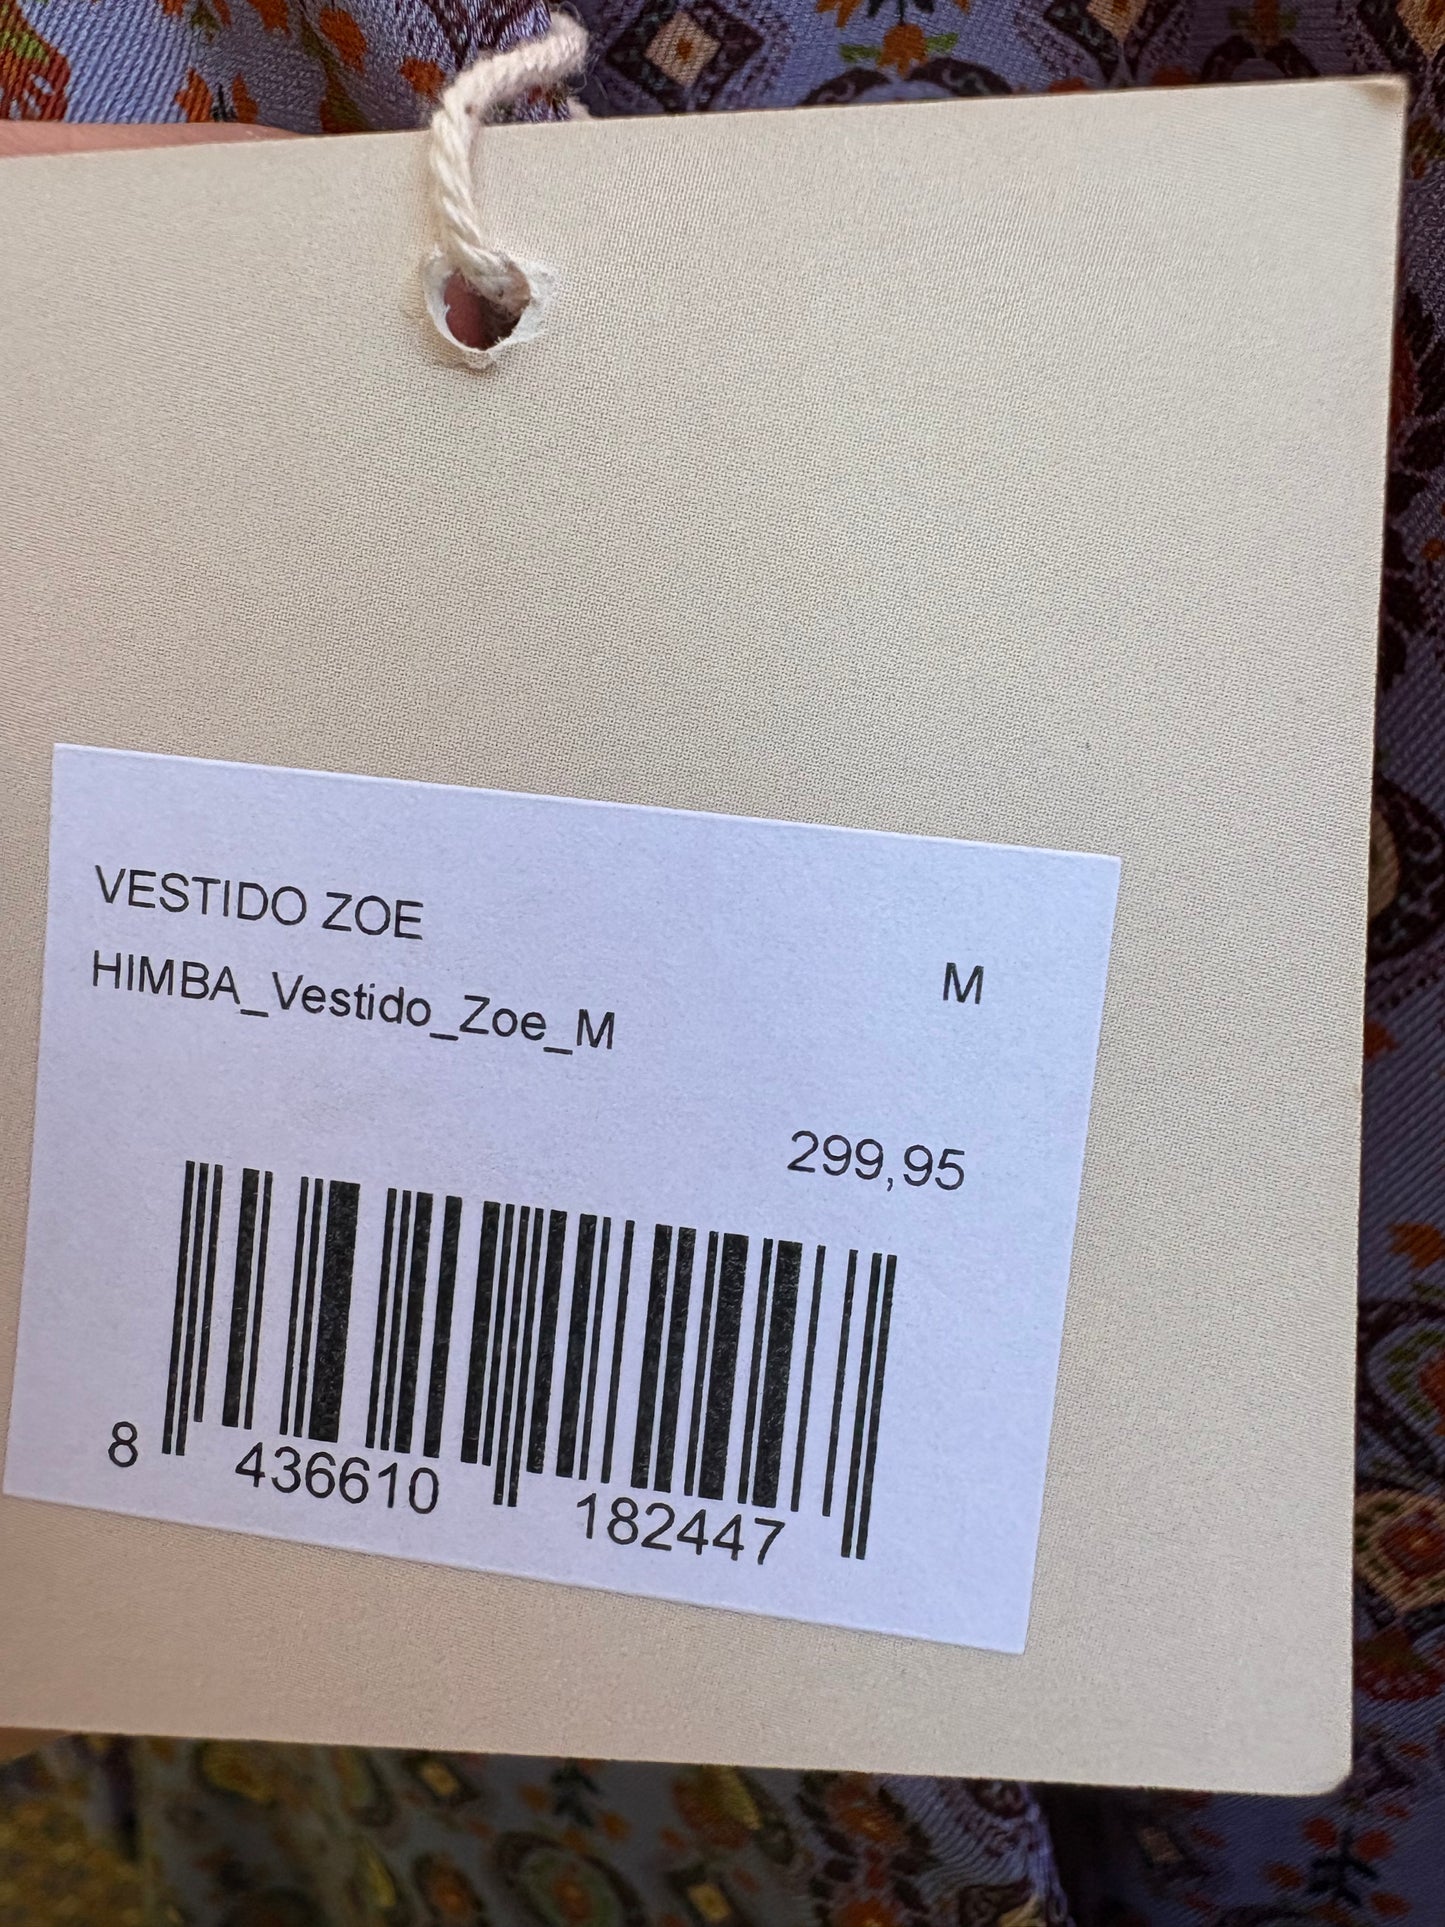 VESTIDO ZOE
HIMBA_Vestido_Zoe_M
M
299,95
8 436610 182447